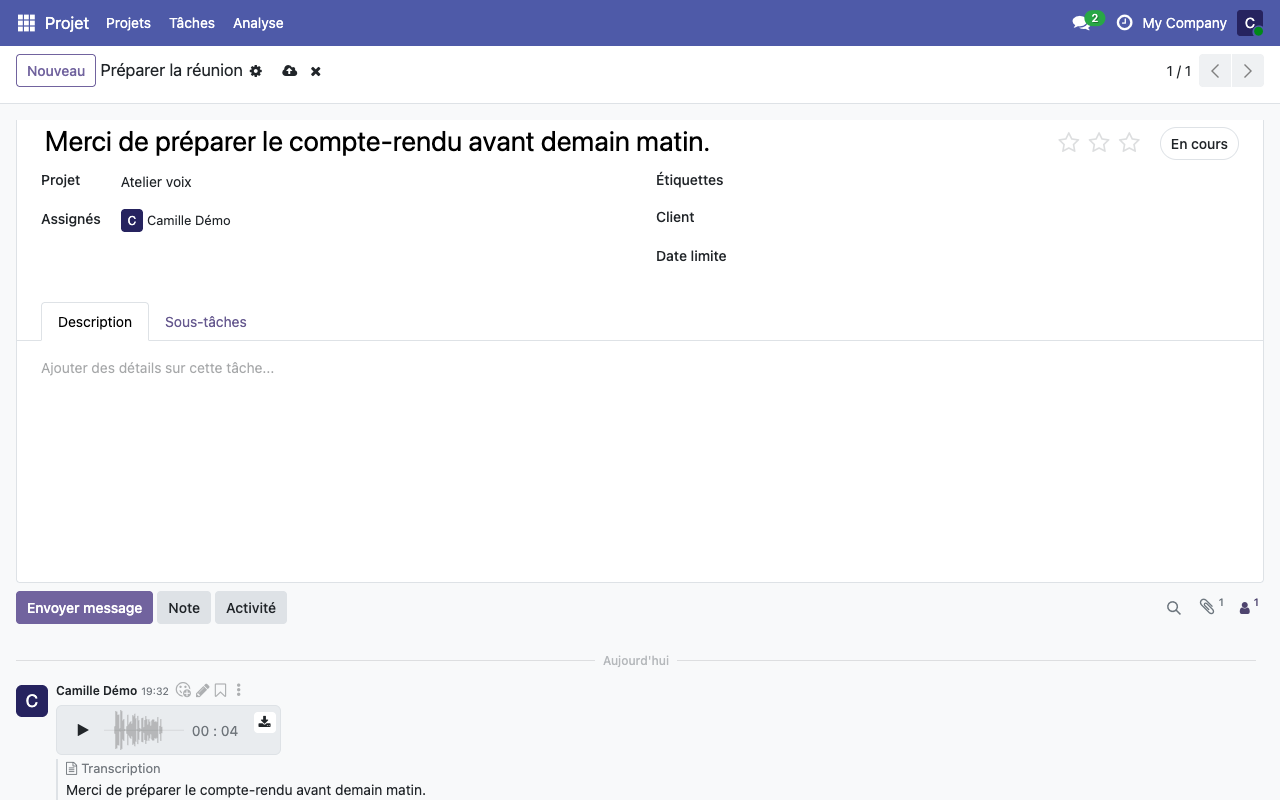 Projet Projets Tâches Analyse 2 My Company C
Nouveau Préparer la réunion 1 / 1
Merci de préparer le compte-rendu avant demain matin. En cours
Projet Atelier voix Étiquettes
Assignés C Camille Démo Client
Date limite
Description Sous-tâches
Ajouter des détails sur cette tâche...
Envoyer message Note Activité 1 1
Aujourd'hui
C Camille Démo 19:32
00 : 04
Transcription
Merci de préparer le compte-rendu avant demain matin.